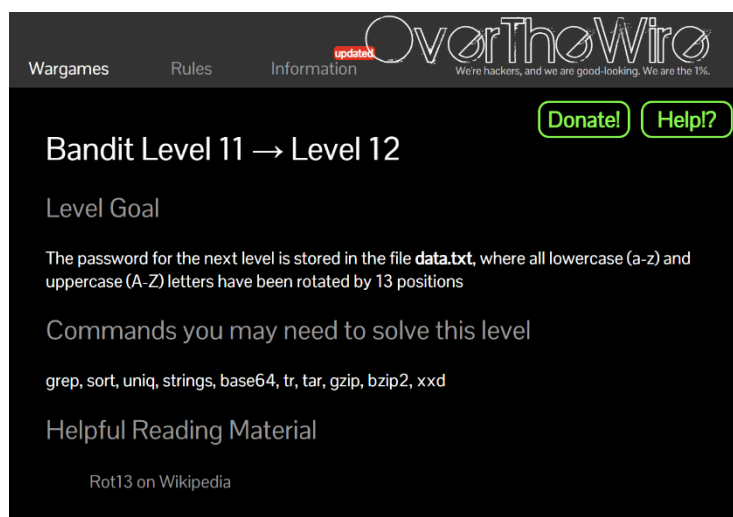 OverTheWire
updated
Wargames Rules Information
We're hackers, and we are good-looking. We are the 1%.
Donate! Help!?
Bandit Level 11 → Level 12
Level Goal
The password for the next level is stored in the file data.txt, where all lowercase (a-z) and
uppercase (A-Z) letters have been rotated by 13 positions
Commands you may need to solve this level
grep, sort, uniq, strings, base64, tr, tar, gzip, bzip2, xxd
Helpful Reading Material
Rot13 on Wikipedia